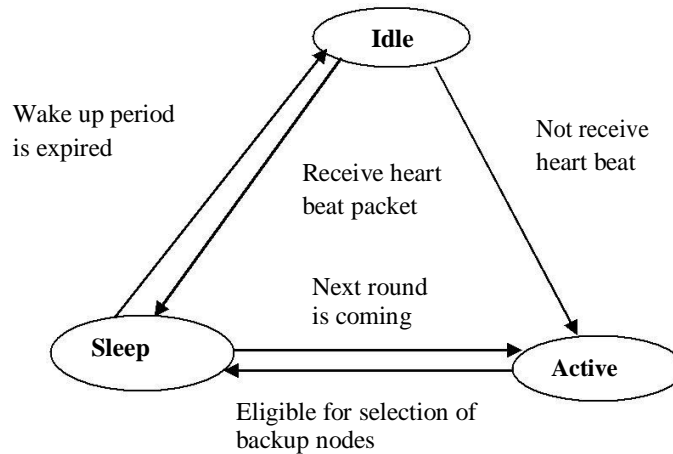 Idle
Wake up period
is expired
Not receive
heart beat
Receive heart
beat packet
Next round
is coming
Sleep
Active
Eligible for selection of
backup nodes